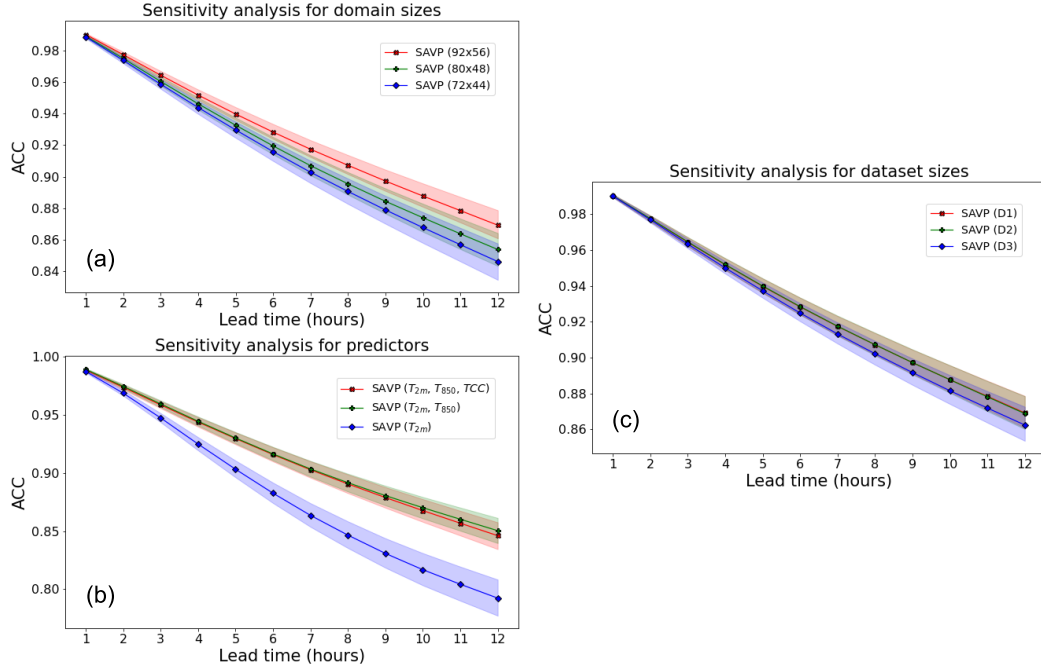 Sensitivity analysis for domain sizes
ACC
0.98
0.96
0.94
0.92
0.90
0.88
0.86
0.84
SAVP (92x56)
SAVP (80x48)
SAVP (72x44)
(a)
1 2 3 4 5 6 7 8 9 10 11 12
Lead time (hours)
Sensitivity analysis for predictors
ACC
1.00
0.95
0.90
0.85
0.80
SAVP (T2m, T850, TCC)
SAVP (T2m, T850)
SAVP (T2m)
(b)
1 2 3 4 5 6 7 8 9 10 11 12
Lead time (hours)
Sensitivity analysis for dataset sizes
ACC
0.98
0.96
0.94
0.92
0.90
0.88
0.86
SAVP (D1)
SAVP (D2)
SAVP (D3)
(c)
1 2 3 4 5 6 7 8 9 10 11 12
Lead time (hours)